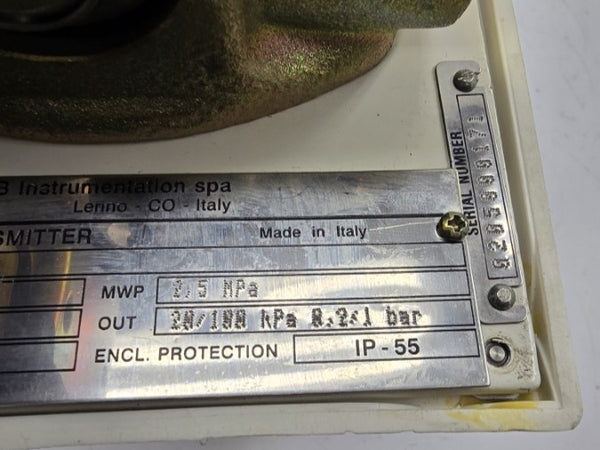 B Instrumentation spa
Lenno - CO - Italy
SMITTER Made in Italy
MWP 2,5 MPa
OUT 20/100 kPa 0,2/1 bar
ENCL. PROTECTION IP - 55
SERIAL NUMBER